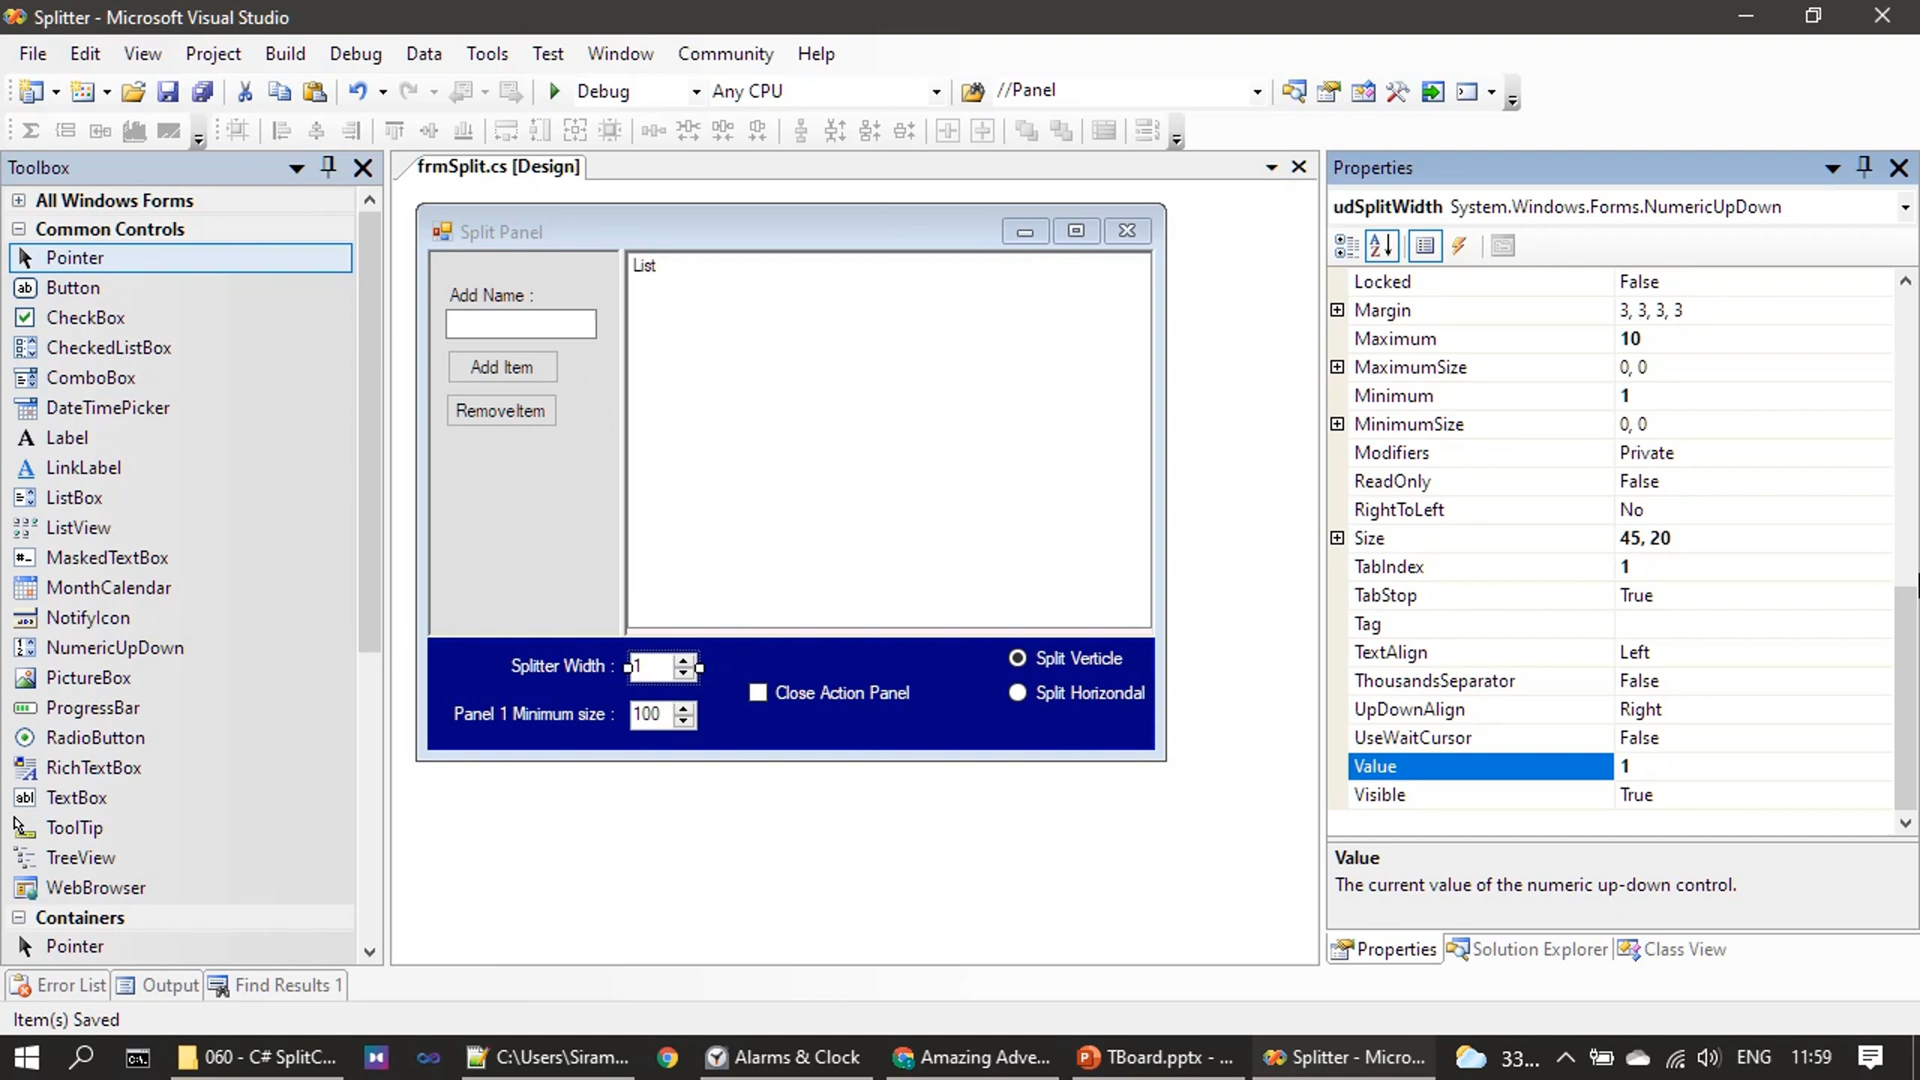 Splitter - Microsoft Visual Studio
File Edit View Project Build Debug Data Tools Test Window Community Help
Debug Any CPU //Panel
Toolbox
All Windows Forms
Common Controls
Pointer
Button
CheckBox
CheckedListBox
ComboBox
DateTimePicker
Label
LinkLabel
ListBox
ListView
MaskedTextBox
MonthCalendar
NotifyIcon
NumericUpDown
PictureBox
ProgressBar
RadioButton
RichTextBox
TextBox
ToolTip
TreeView
WebBrowser
Containers
Pointer
frmSplit.cs [Design]
Split Panel
Add Name :
Add Item
RemoveItem
List
Splitter Width : 1
Panel 1 Minimum size : 100
Close Action Panel
Split Verticle
Split Horizondal
Properties
udSplitWidth System.Windows.Forms.NumericUpDown
Locked False
Margin 3, 3, 3, 3
Maximum 10
MaximumSize 0, 0
Minimum 1
MinimumSize 0, 0
Modifiers Private
ReadOnly False
RightToLeft No
Size 45, 20
TabIndex 1
TabStop True
Tag
TextAlign Left
ThousandsSeparator False
UpDownAlign Right
UseWaitCursor False
Value 1
Visible True
Value
The current value of the numeric up-down control.
Properties Solution Explorer Class View
Error List Output Find Results 1
Item(s) Saved
060 - C# SplitC... C:\Users\Siram... Alarms & Clock Amazing Adve... TBoard.pptx - ... Splitter - Micro... 33... ENG 11:59